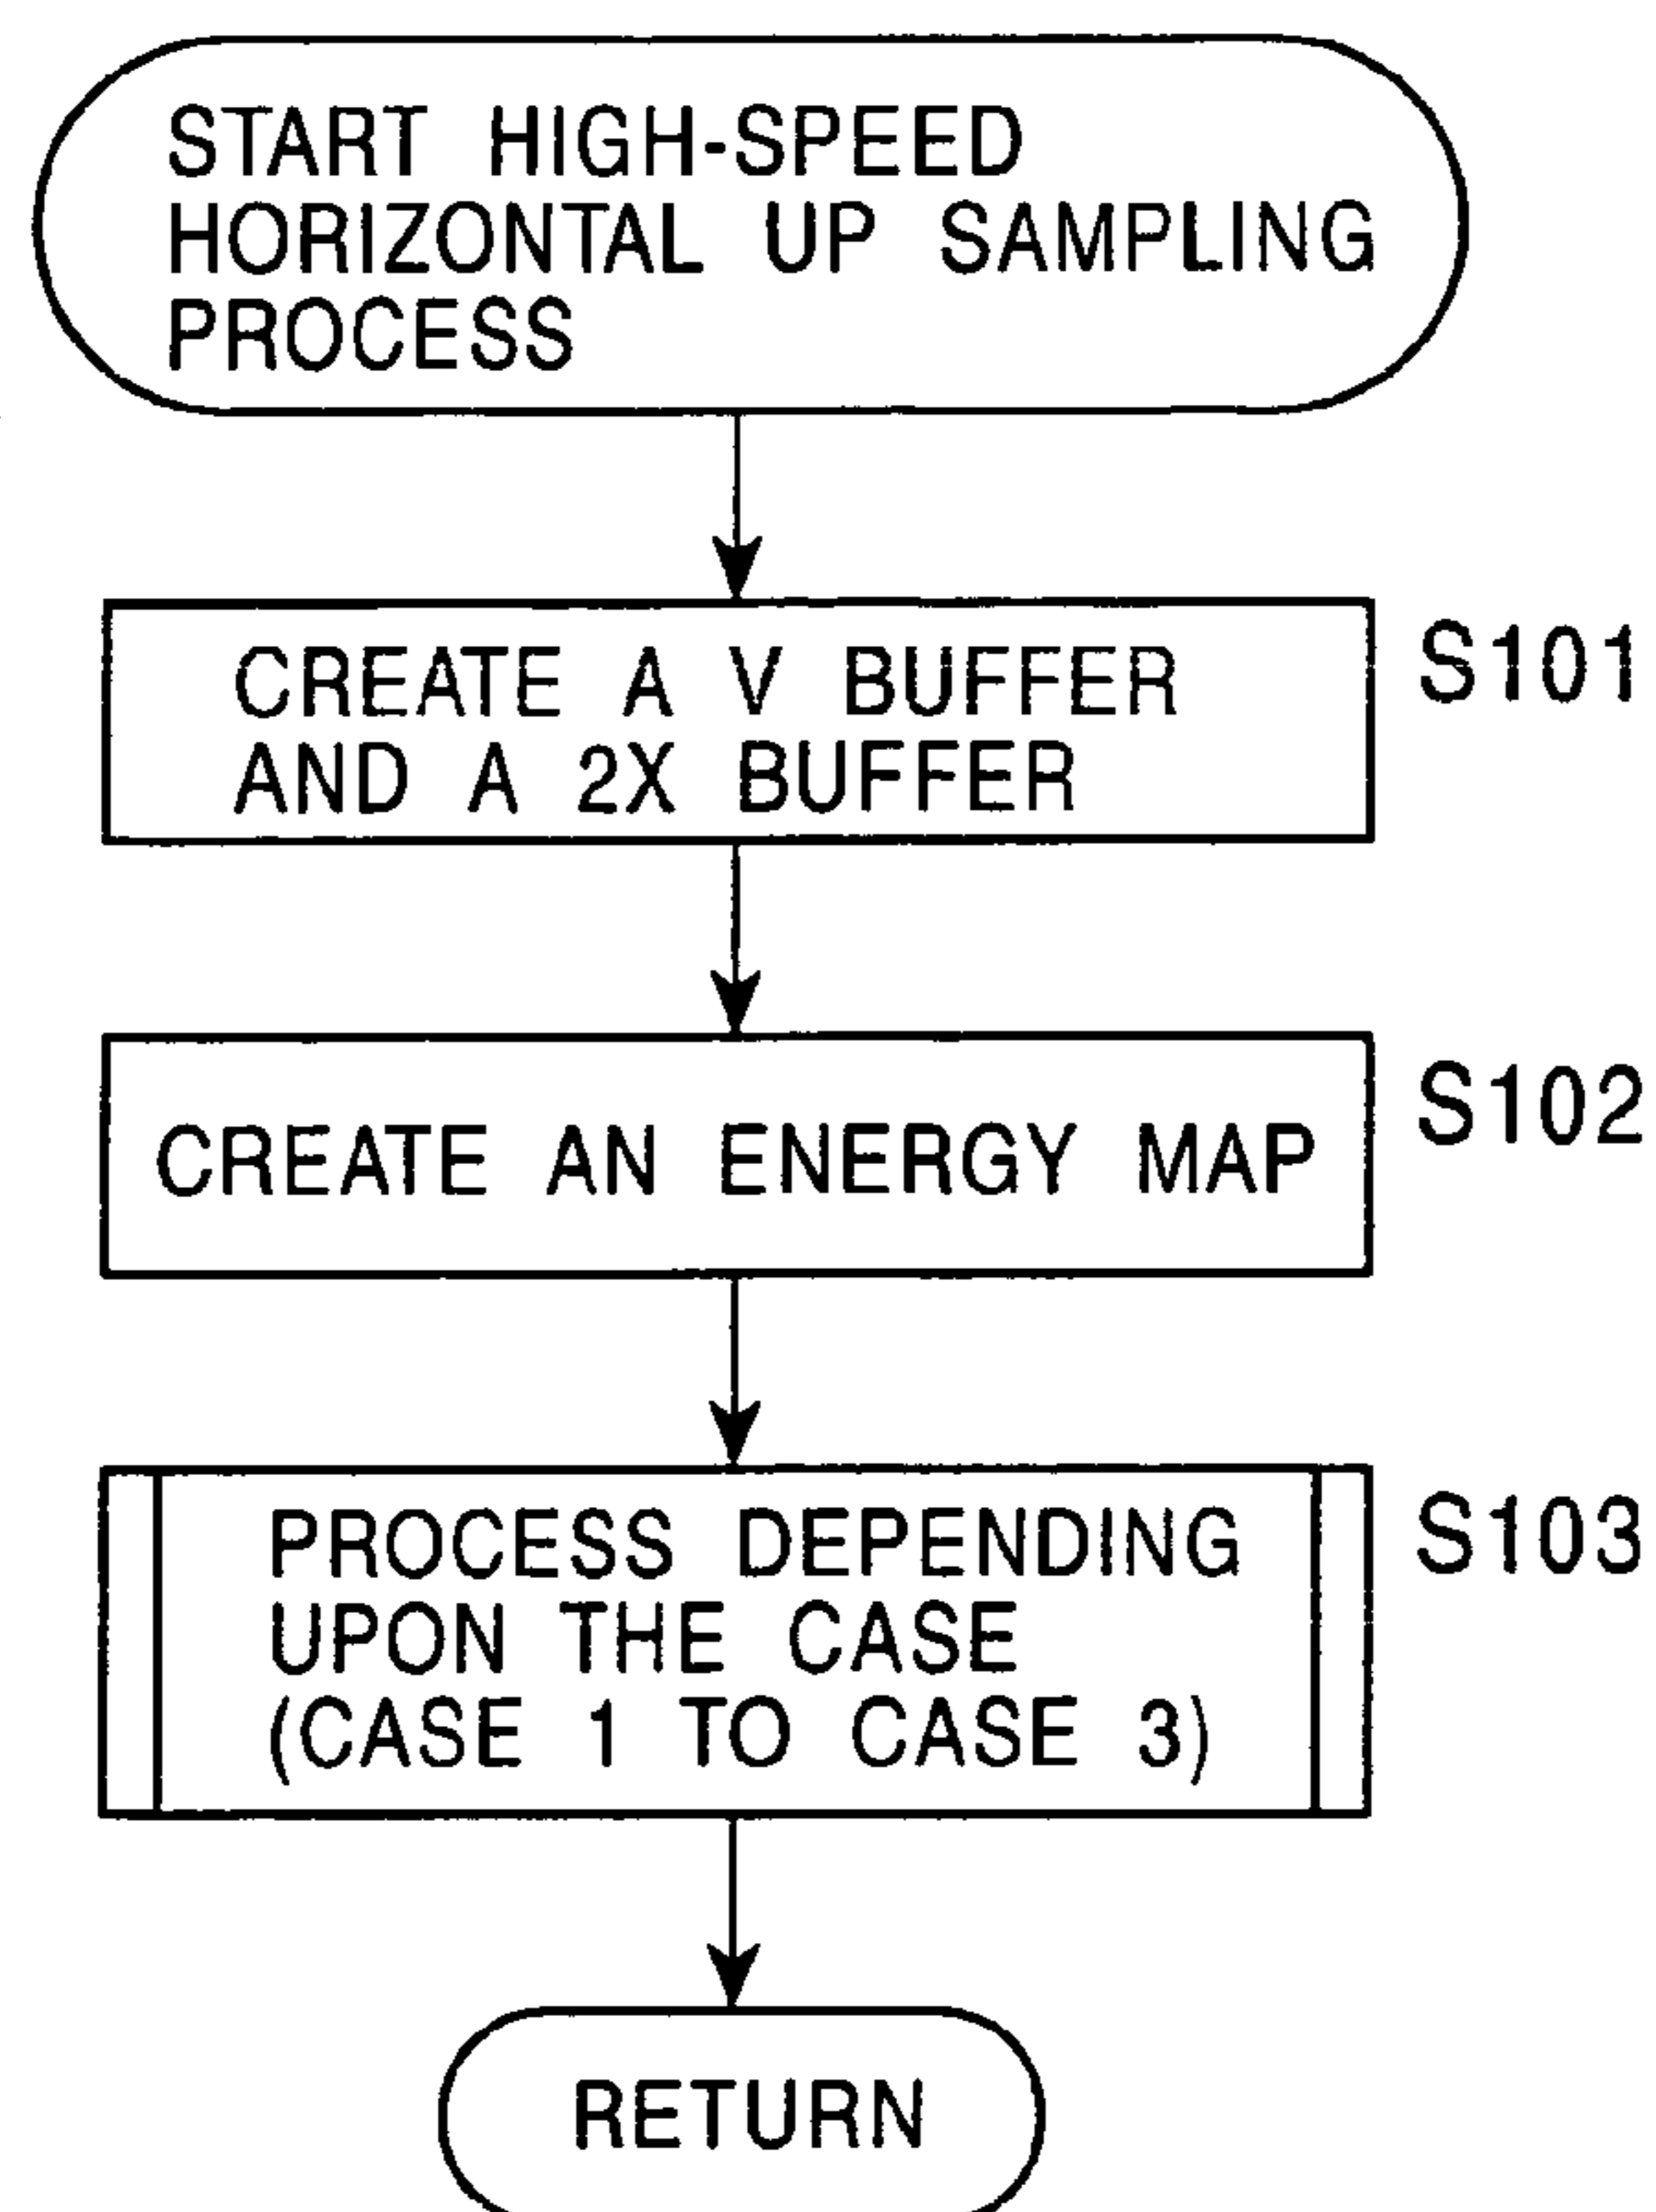 START HIGH-SPEED
HORIZONTAL UP SAMPLING
PROCESS
CREATE A V BUFFER
AND A 2X BUFFER
S101
CREATE AN ENERGY MAP
S102
PROCESS DEPENDING
UPON THE CASE
(CASE 1 TO CASE 3)
S103
RETURN